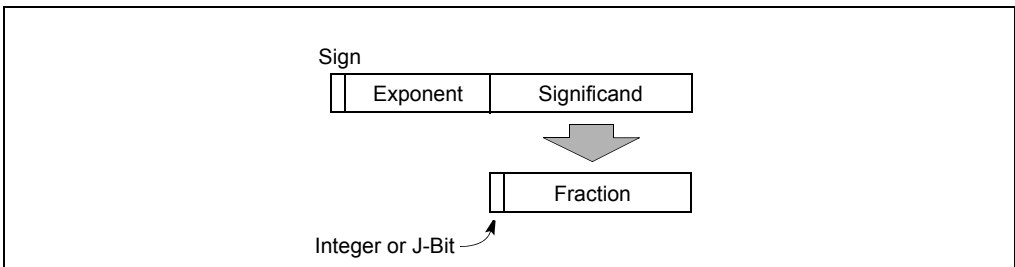 Sign
Exponent Significand
Fraction
Integer or J-Bit